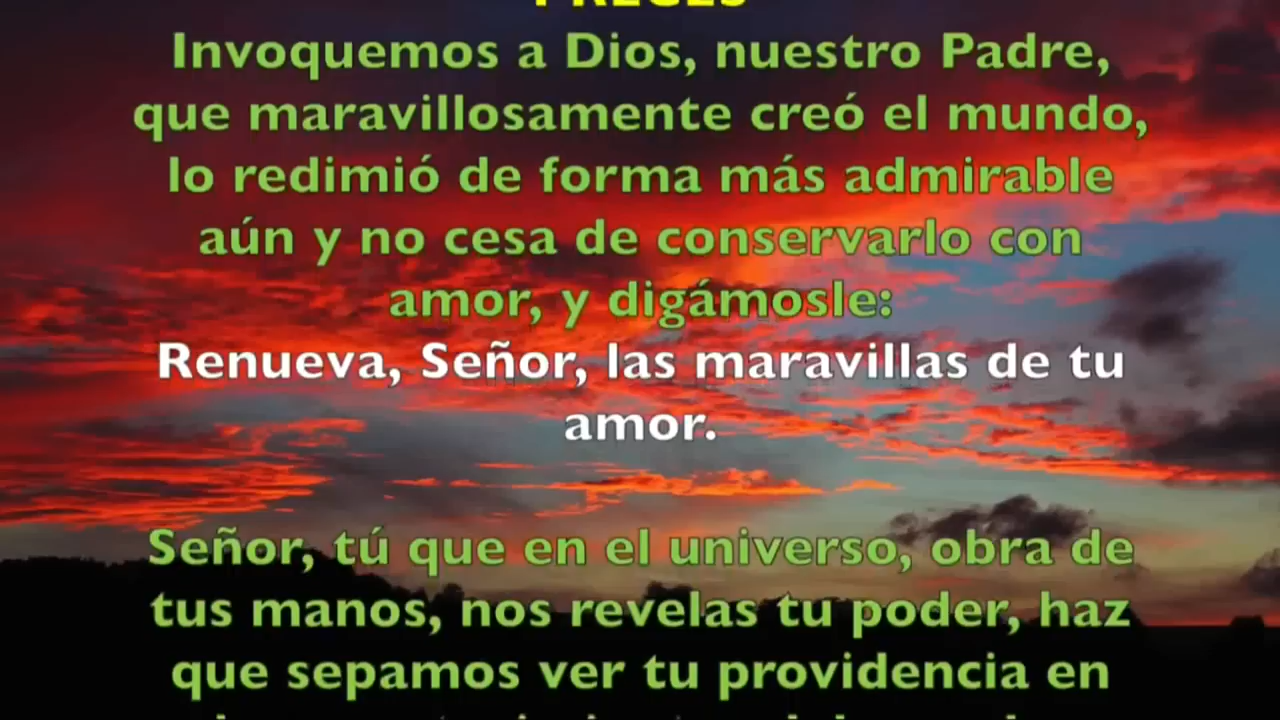 PRECES
Invoquemos a Dios, nuestro Padre,
que maravillosamente creó el mundo,
lo redimió de forma más admirable
aún y no cesa de conservarlo con
amor, y digámosle:
Renueva, Señor, las maravillas de tu
amor.
Señor, tú que en el universo, obra de
tus manos, nos revelas tu poder, haz
que sepamos ver tu providencia en